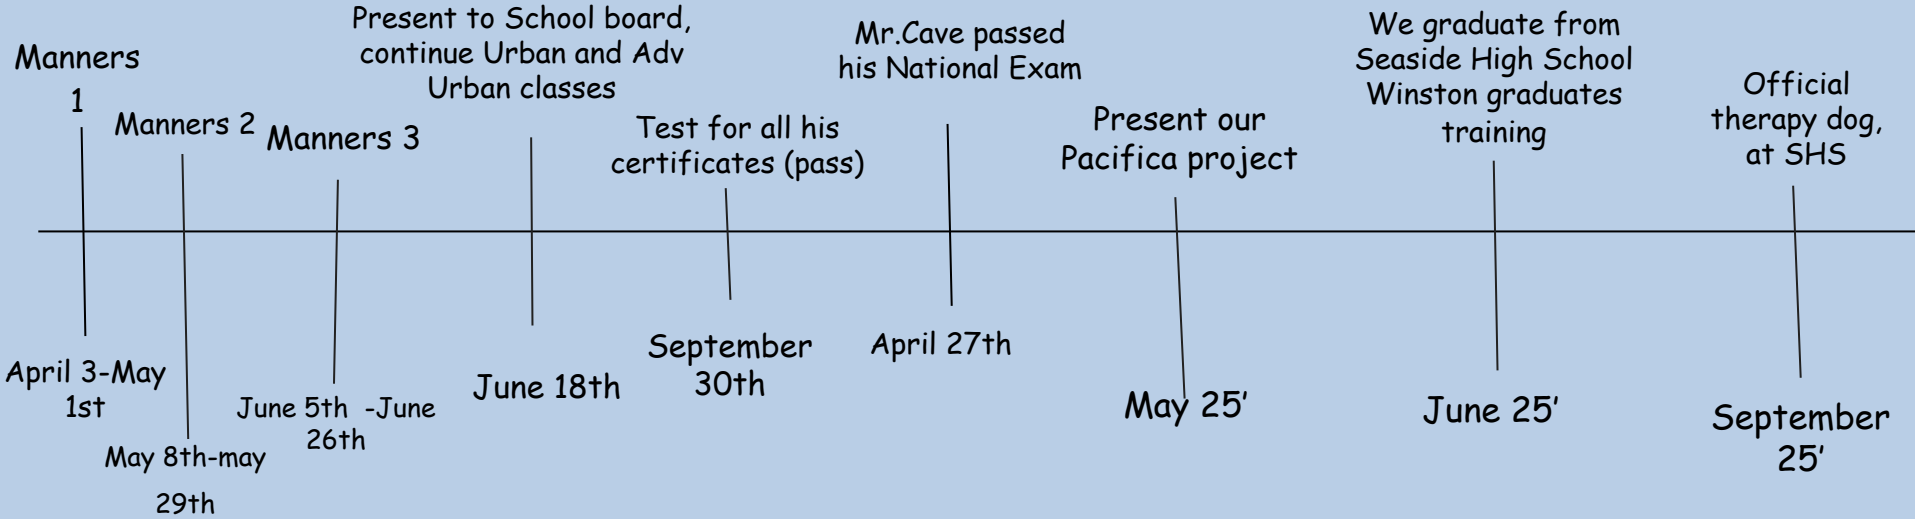 Manners
1
April 3-May
1st
Manners 2
May 8th-may
29th
Manners 3
June 5th -June
26th
Present to School board,
continue Urban and Adv
Urban classes
June 18th
Test for all his
certificates (pass)
September
30th
Mr.Cave passed
his National Exam
April 27th
Present our
Pacifica project
May 25’
We graduate from
Seaside High School
Winston graduates
training
June 25’
Official
therapy dog,
at SHS
September
25’